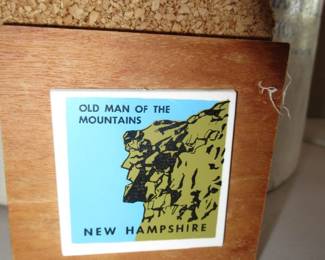 OLD MAN OF THE
MOUNTAINS
NEW HAMPSHIRE